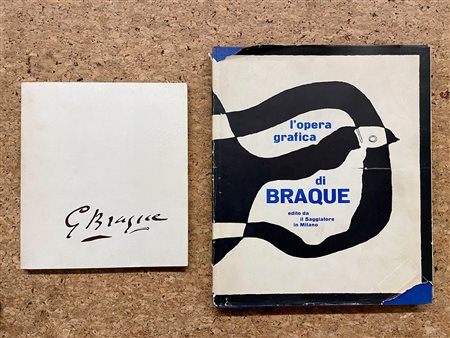 G Braque
l'opera
grafica
di
BRAQUE
edito da
il Saggiatore
in Milano